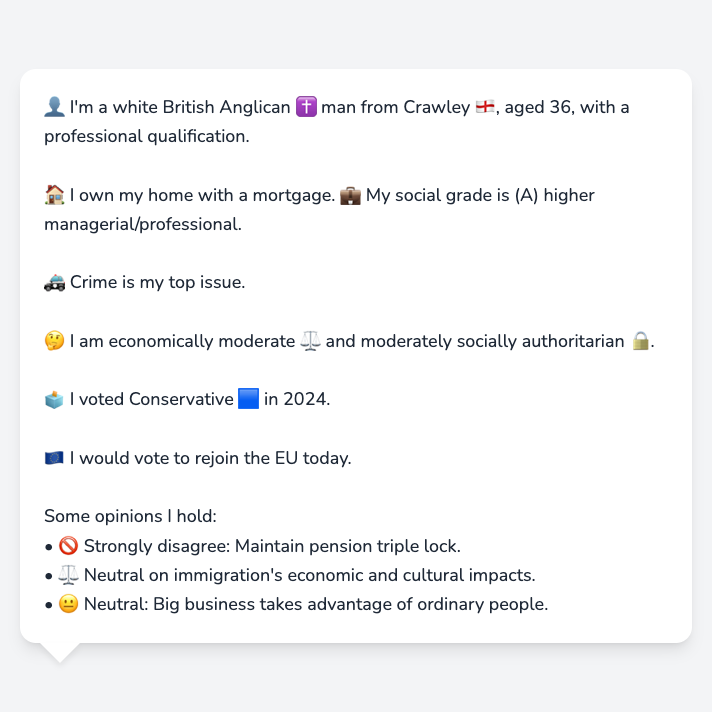 👤 I'm a white British Anglican ✝️ man from Crawley 🏴󠁧󠁢󠁥󠁮󠁧󠁿, aged 36, with a
professional qualification.
🏠 I own my home with a mortgage. 💼 My social grade is (A) higher
managerial/professional.
🚓 Crime is my top issue.
🤔 I am economically moderate ⚖️ and moderately socially authoritarian 🔒.
🗳️ I voted Conservative 🟦 in 2024.
🇪🇺 I would vote to rejoin the EU today.
Some opinions I hold:
• 🚫 Strongly disagree: Maintain pension triple lock.
• ⚖️ Neutral on immigration's economic and cultural impacts.
• 😐 Neutral: Big business takes advantage of ordinary people.